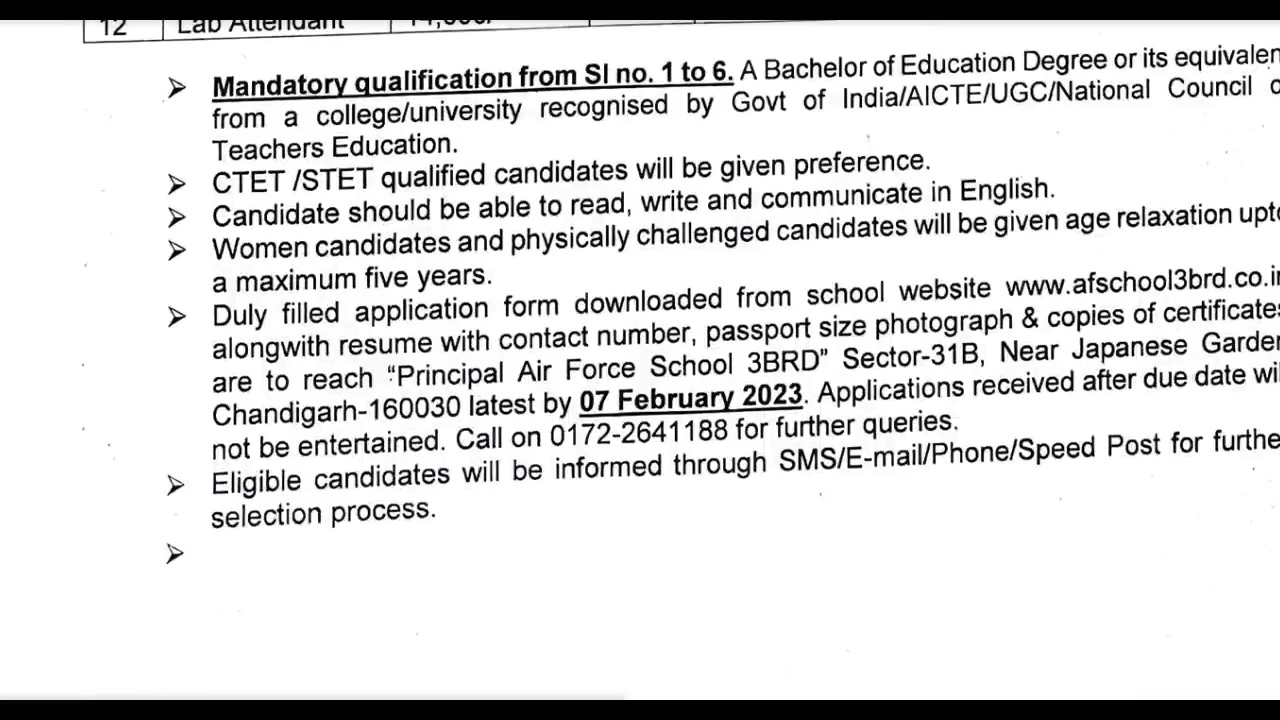 12 Lab Attendant
➤ Mandatory qualification from Sl no. 1 to 6. A Bachelor of Education Degree or its equivalen
from a college/university recognised by Govt of India/AICTE/UGC/National Council o
Teachers Education.
➤ CTET /STET qualified candidates will be given preference.
➤ Candidate should be able to read, write and communicate in English.
➤ Women candidates and physically challenged candidates will be given age relaxation upto
a maximum five years.
➤ Duly filled application form downloaded from school website www.afschool3brd.co.in
alongwith resume with contact number, passport size photograph & copies of certificates
are to reach “Principal Air Force School 3BRD” Sector-31B, Near Japanese Garden
Chandigarh-160030 latest by 07 February 2023. Applications received after due date wil
not be entertained. Call on 0172-2641188 for further queries.
➤ Eligible candidates will be informed through SMS/E-mail/Phone/Speed Post for furthe
selection process.
➤